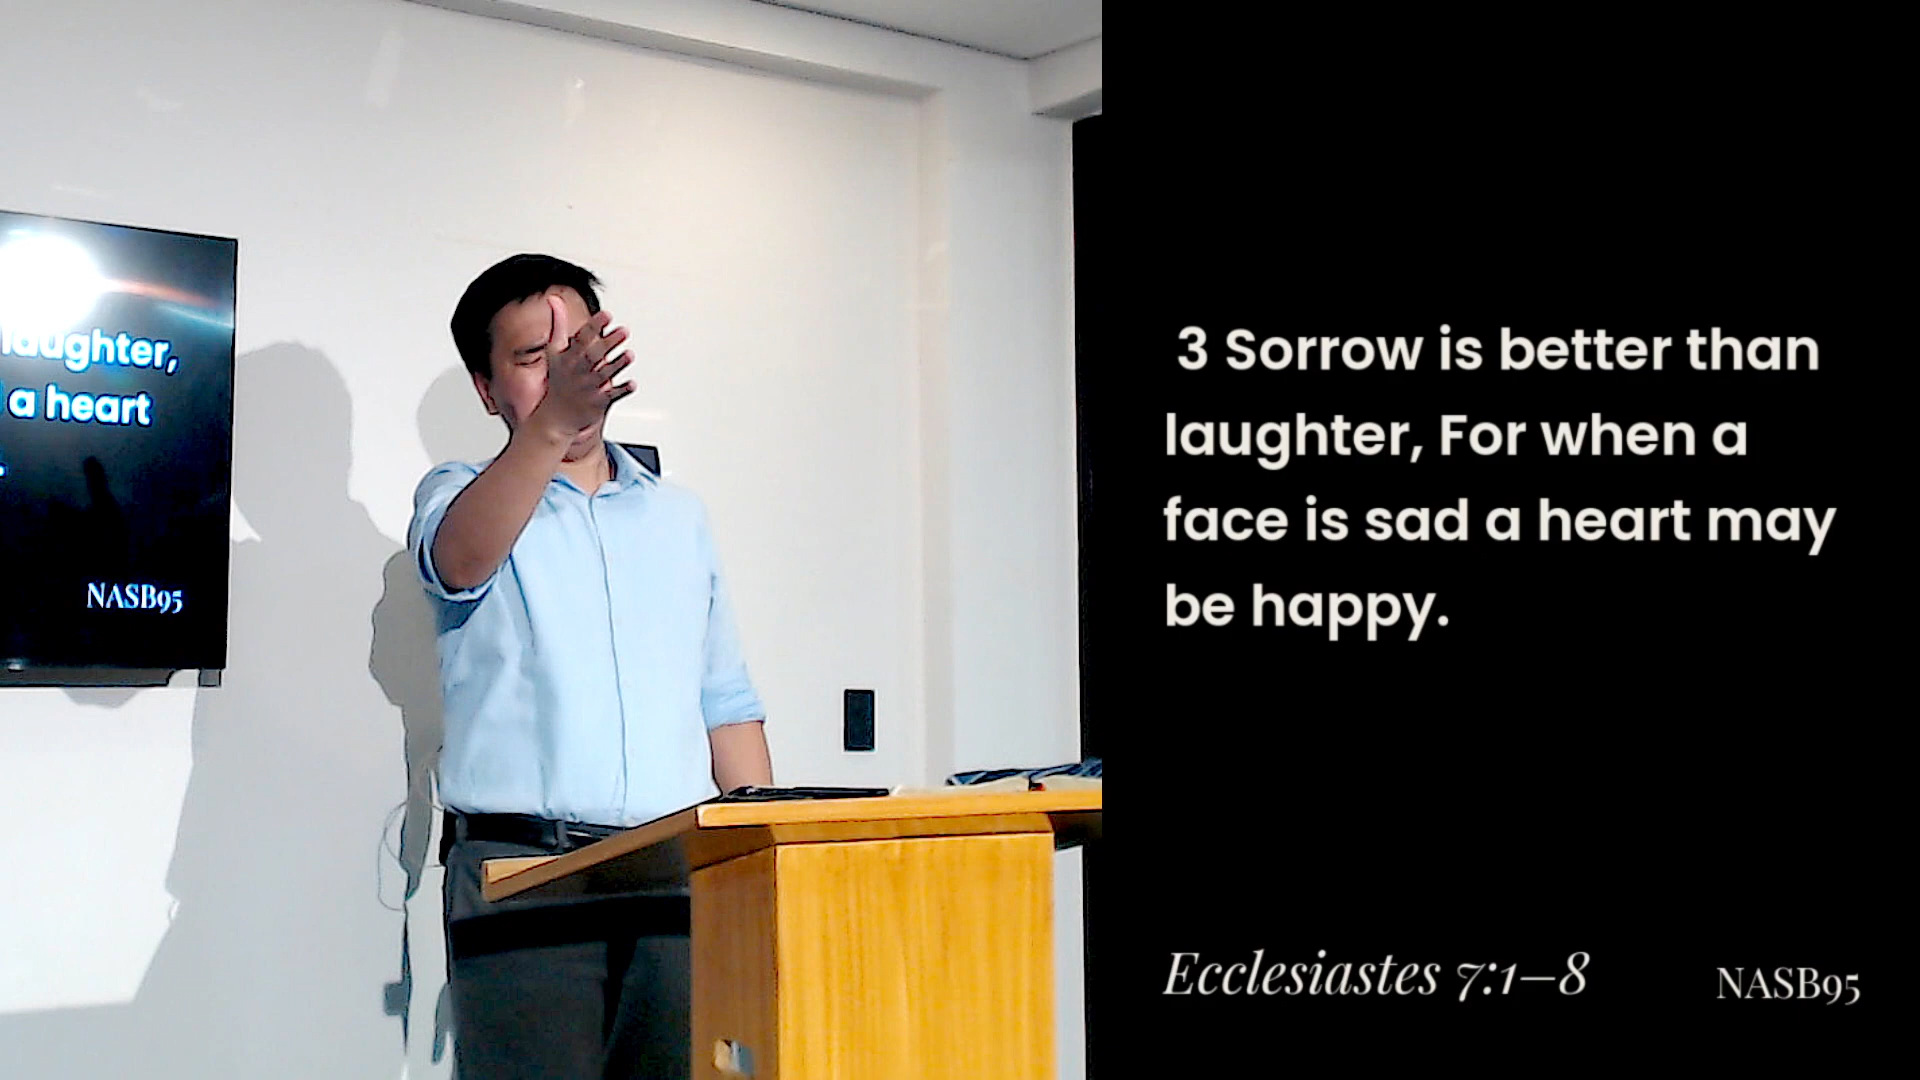 laughter,
a heart
NASB95
3 Sorrow is better than
laughter, For when a
face is sad a heart may
be happy.
Ecclesiastes 7:1–8
NASB95